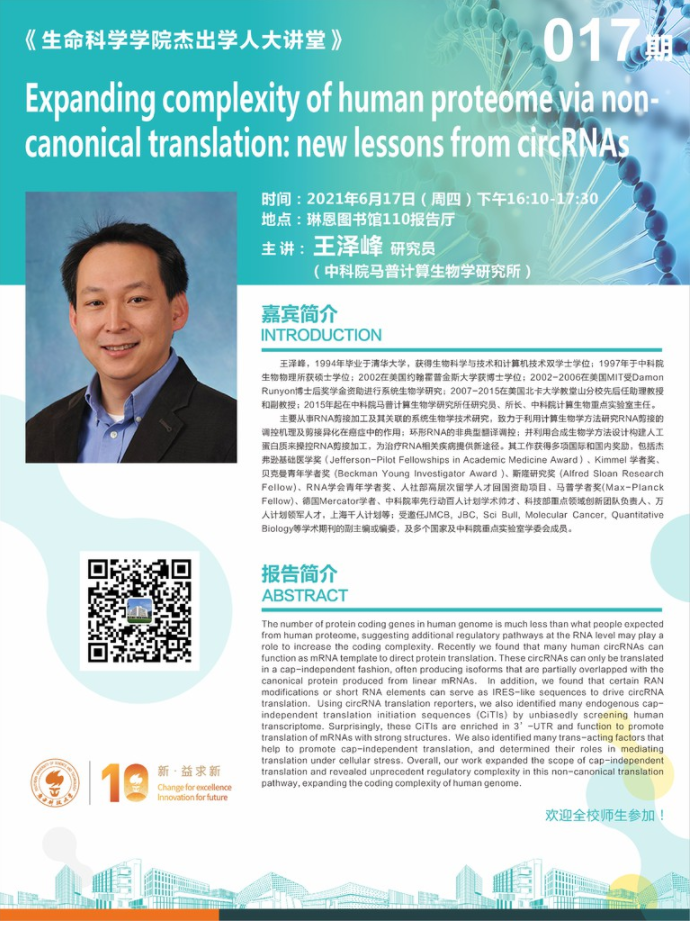 《生命科学学院杰出学人大讲堂》
017期
Expanding complexity of human proteome via non-
canonical translation: new lessons from circRNAs
时间：2021年6月17日（周四）下午16:10-17:30
地点：琳恩图书馆110报告厅
主讲：王泽峰 研究员
（中科院马普计算生物学研究所）
嘉宾简介
INTRODUCTION
王泽峰，1994年毕业于清华大学，获得生物科学与技术和计算机技术双学士学位；1997年于中科院
生物物理所获硕士学位；2002在美国约翰霍普金斯大学获博士学位；2002-2006在美国MIT受Damon
Runyon博士后奖学金资助进行系统生物学研究；2007-2015在美国北卡大学教堂山分校先后任助理教授
和副教授；2015年起在中科院马普计算生物学研究所任研究员、所长、中科院计算生物重点实验室主任。
主要从事RNA剪接加工及其关联的系统生物学技术研究，致力于利用计算生物学方法研究RNA剪接的
调控机理及剪接异化在癌症中的作用；环形RNA的非典型翻译调控；并利用合成生物学方法设计构建人工
蛋白质来操控RNA剪接加工，为治疗RNA相关疾病提供新途径。其工作获得多项国际和国内奖励，包括杰
弗逊基础医学奖（Jefferson-Pilot Fellowships in Academic Medicine Award）、Kimmel 学者奖、
贝克曼青年学者奖 (Beckman Young Investigator Award )、斯隆研究奖 (Alfred Sloan Research
Fellow)、RNA学会青年学者奖、人社部高层次留学人才回国资助项目、马普学者奖(Max-Planck
Fellow)、德国Mercator学者、中科院率先行动百人计划学术帅才、科技部重点领域创新团队负责人、万
人计划领军人才，上海千人计划等；受邀任JMCB, JBC, Sci Bull, Molecular Cancer, Quantitative
Biology等学术期刊的副主编或编委，及多个国家及中科院重点实验室学委会成员。
报告简介
ABSTRACT
The number of protein coding genes in human genome is much less than what people expected
from human proteome, suggesting additional regulatory pathways at the RNA level may play a
role to increase the coding complexity. Recently we found that many human circRNAs can
function as mRNA template to direct protein translation. These circRNAs can only be translated
in a cap-independent fashion, often producing isoforms that are partially overlapped with the
canonical protein produced from linear mRNAs. In addition, we found that certain RAN
modifications or short RNA elements can serve as IRES-like sequences to drive circRNA
translation. Using circRNA translation reporters, we also identified many endogenous cap-
independent translation initiation sequences (CiTIs) by unbiasedly screening human
transcriptome. Surprisingly, these CiTIs are enriched in 3’-UTR and function to promote
translation of mRNAs with strong structures. We also identified many trans-acting factors that
help to promote cap-independent translation, and determined their roles in mediating
translation under cellular stress. Overall, our work expanded the scope of cap-independent
translation and revealed unprecedent regulatory complexity in this non-canonical translation
pathway, expanding the coding complexity of human genome.
10
新·益求新
Change for excellence
Innovation for future
欢迎全校师生参加！